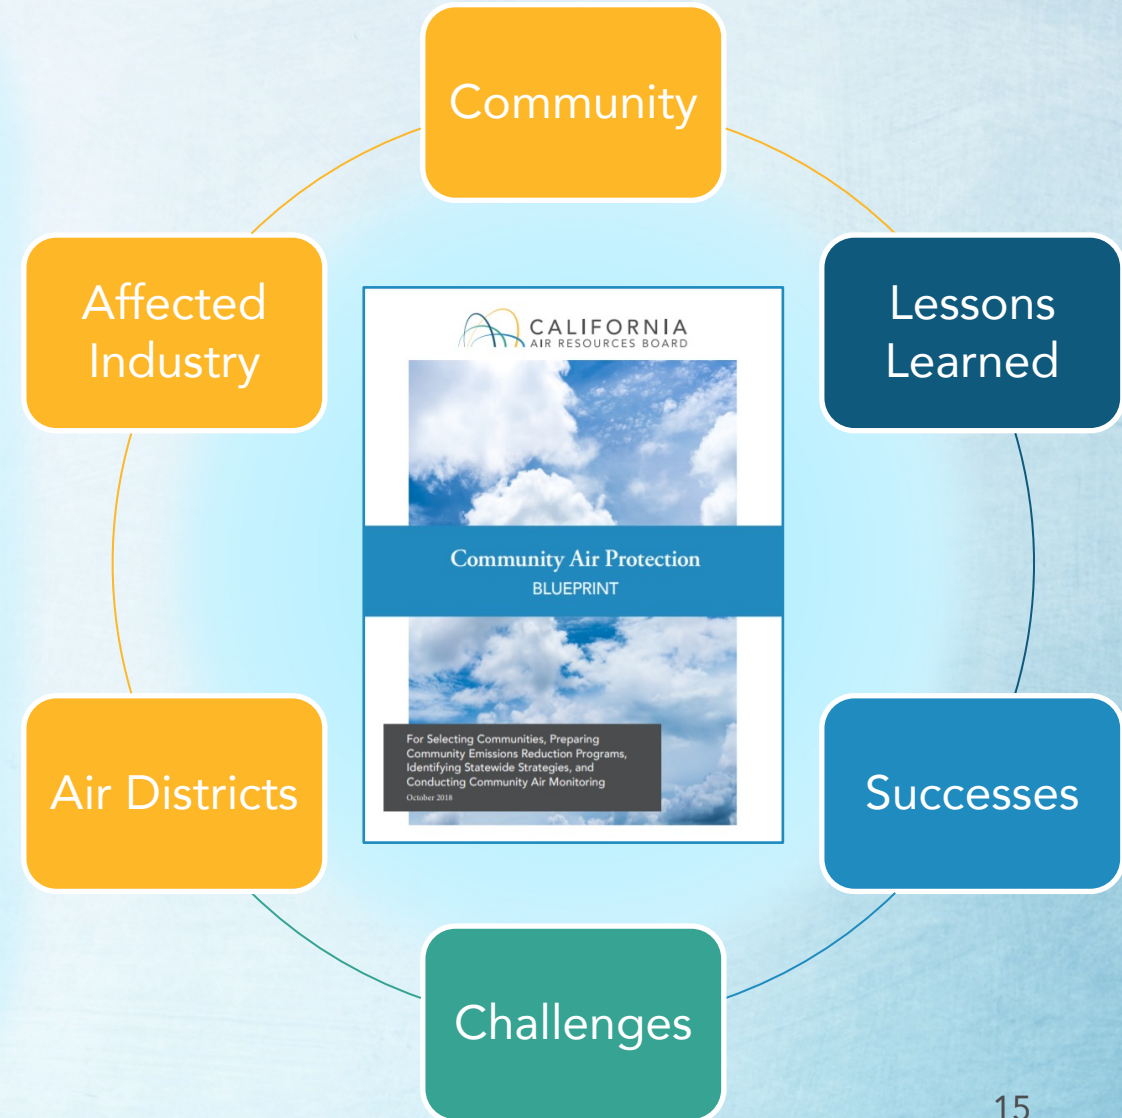 Community
Lessons
Learned
Successes
Challenges
Air Districts
Affected
Industry
CALIFORNIA
AIR RESOURCES BOARD
Community Air Protection
BLUEPRINT
For Selecting Communities, Preparing
Community Emissions Reduction Programs,
Identifying Statewide Strategies, and
Conducting Community Air Monitoring
October 2018
15